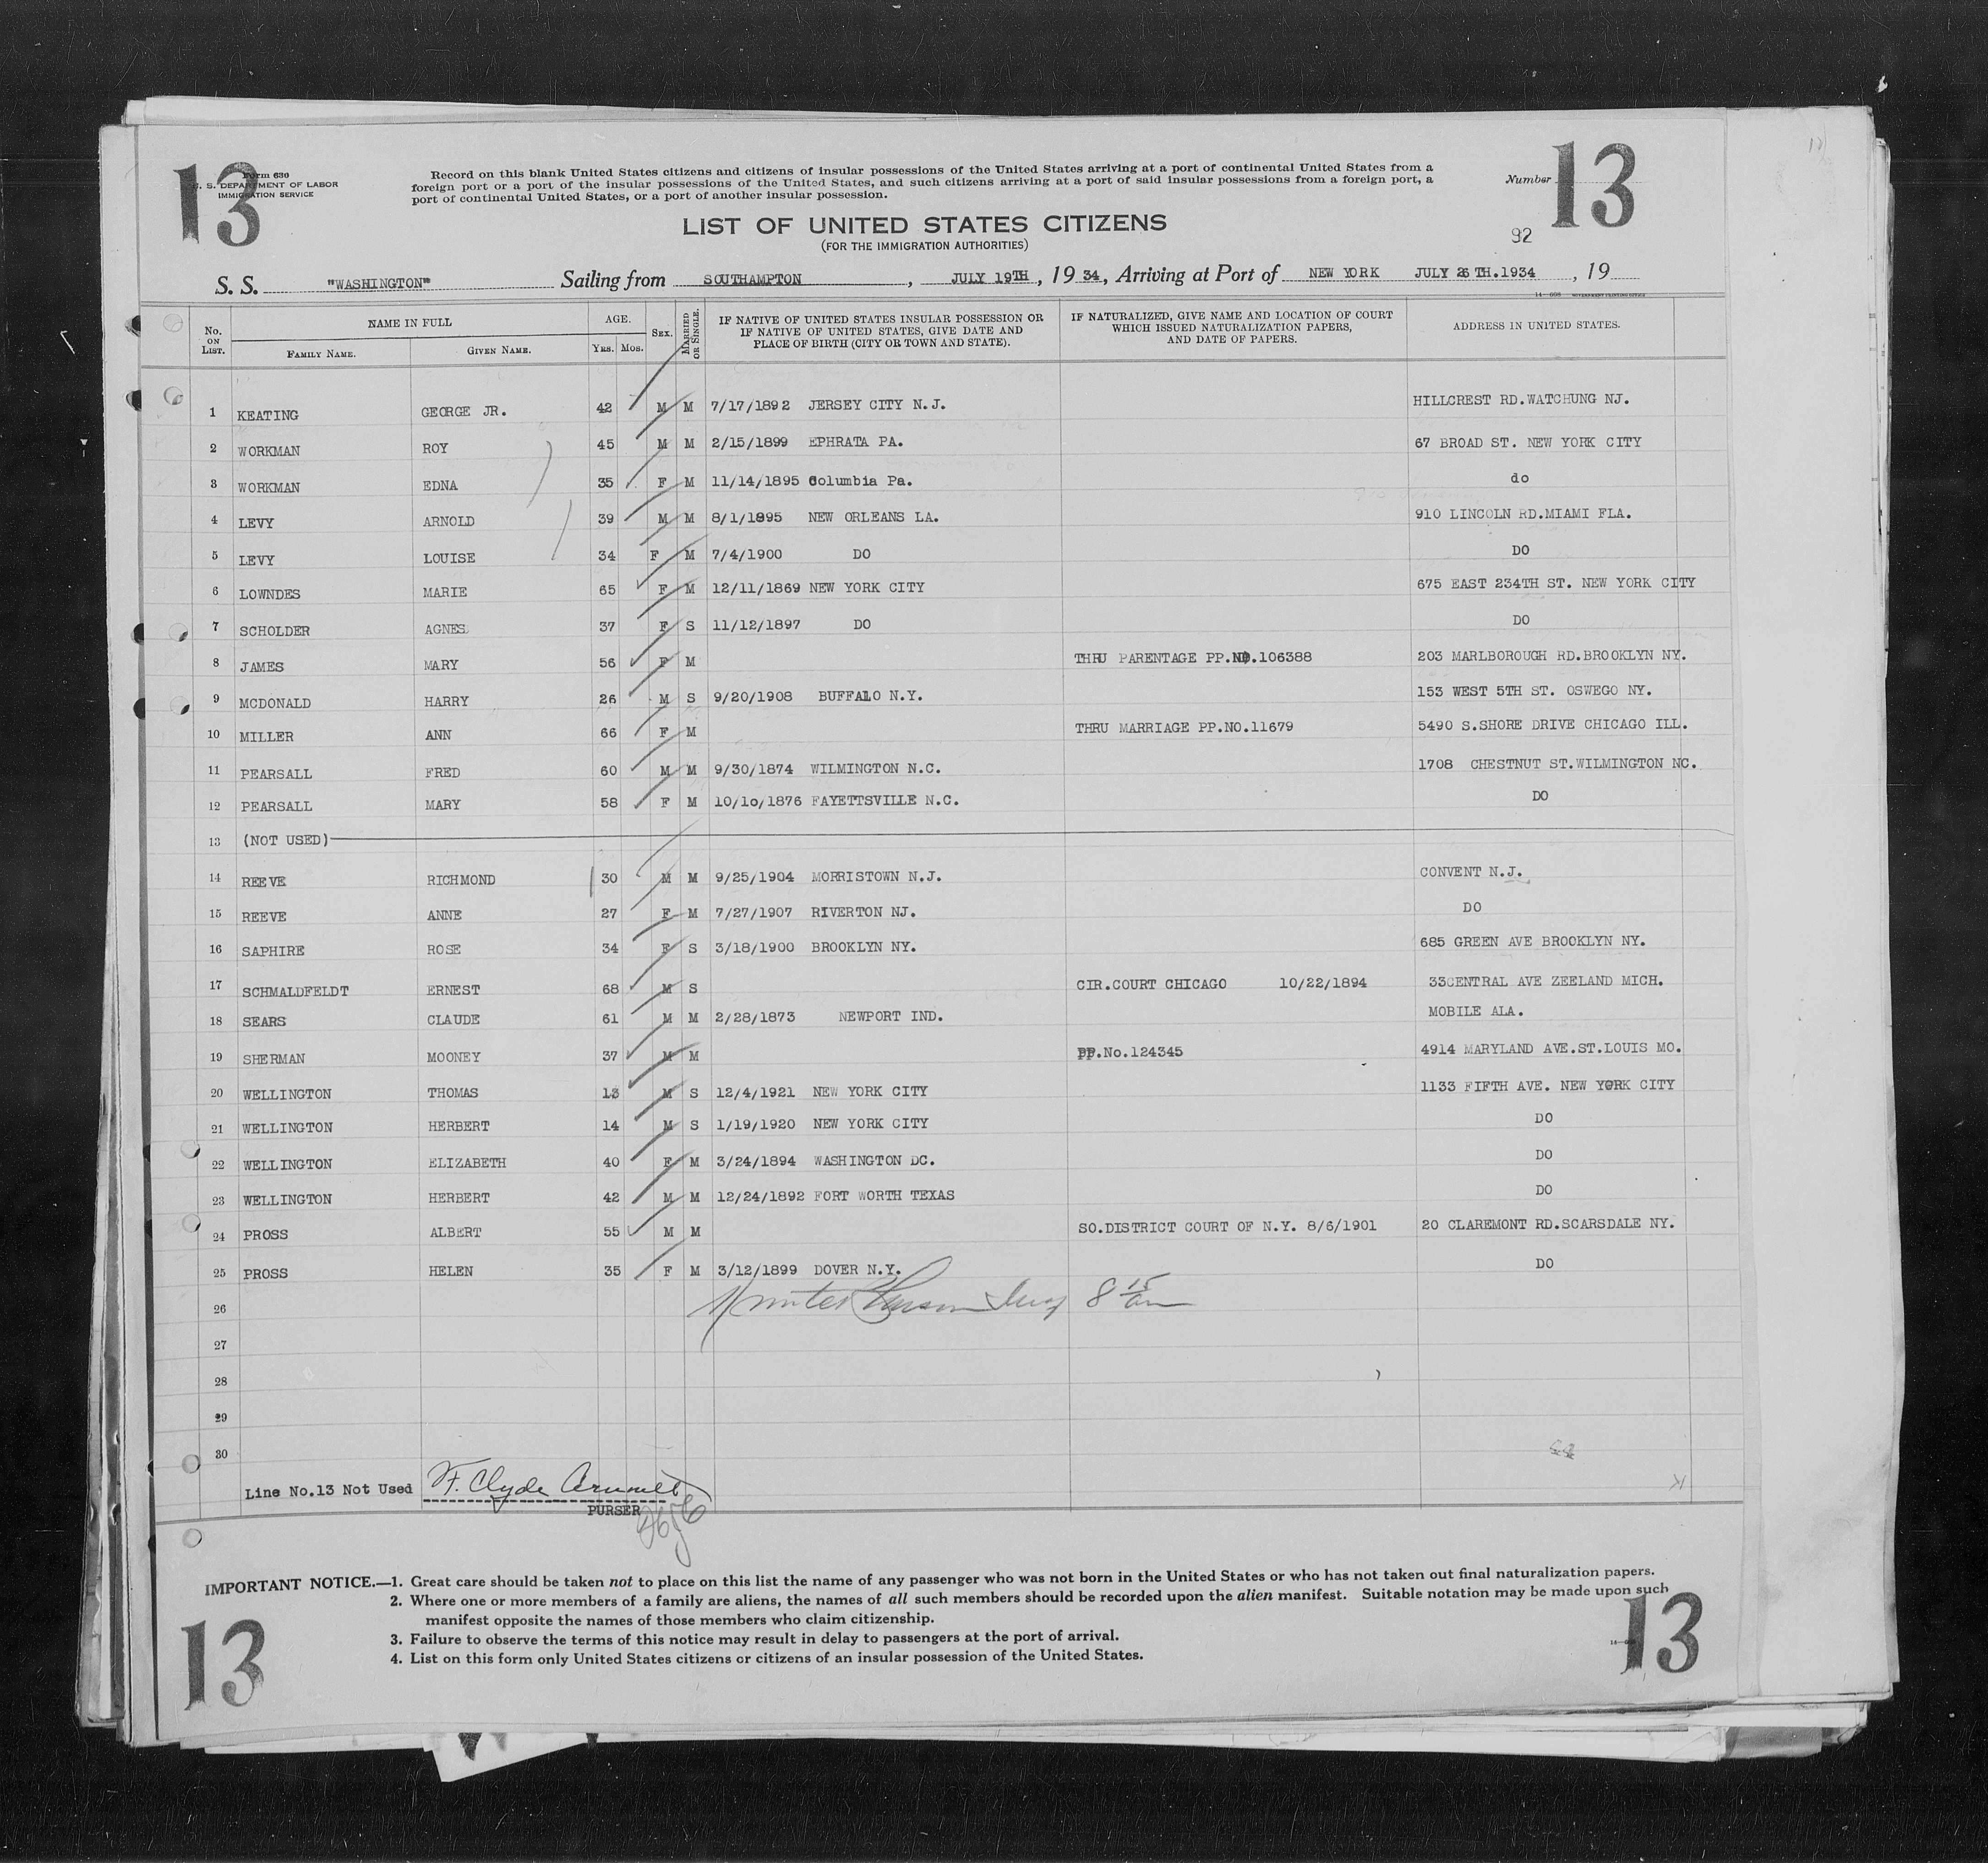 13
Form 630
U. S. DEPARTMENT OF LABOR
IMMIGRATION SERVICE
Record on this blank United States citizens and citizens of insular possessions of the United States arriving at a port of continental United States from a
foreign port or a port of the insular possessions of the United States, and such citizens arriving at a port of said insular possessions from a foreign port, a
port of continental United States, or a port of another insular possession.
Number 13
LIST OF UNITED STATES CITIZENS
(FOR THE IMMIGRATION AUTHORITIES)
92
S. S. "WASHINGTON" Sailing from SOUTHAMPTON, JULY 19TH, 1934, Arriving at Port of NEW YORK JULY 26 TH.1934, 19
No. ON LIST. NAME IN FULL FAMILY NAME. GIVEN NAME. AGE. YRS. MOS. SEX. MARRIED OR SINGLE. IF NATIVE OF UNITED STATES INSULAR POSSESSION OR IF NATIVE OF UNITED STATES, GIVE DATE AND PLACE OF BIRTH (CITY OR TOWN AND STATE). IF NATURALIZED, GIVE NAME AND LOCATION OF COURT WHICH ISSUED NATURALIZATION PAPERS, AND DATE OF PAPERS. ADDRESS IN UNITED STATES.
1 KEATING GEORGE JR. 42 M M 7/17/1892 JERSEY CITY N.J. HILLCREST RD.WATCHUNG NJ.
2 WORKMAN ROY 45 M M 2/15/1899 EPHRATA PA. 67 BROAD ST. NEW YORK CITY
3 WORKMAN EDNA 35 F M 11/14/1895 Columbia Pa. do
4 LEVY ARNOLD 39 M M 8/1/1895 NEW ORLEANS LA. 910 LINCOLN RD.MIAMI FLA.
5 LEVY LOUISE 34 F M 7/4/1900 DO DO
6 LOWNDES MARIE 65 F M 12/11/1869 NEW YORK CITY 675 EAST 234TH ST. NEW YORK CITY
7 SCHOLDER AGNES 37 F S 11/12/1897 DO DO
8 JAMES MARY 56 F M THRU PARENTAGE PP.NO.106388 203 MARLBOROUGH RD.BROOKLYN NY.
9 MCDONALD HARRY 26 M S 9/20/1908 BUFFALO N.Y. 153 WEST 5TH ST. OSWEGO NY.
10 MILLER ANN 66 F M THRU MARRIAGE PP.NO.11679 5490 S.SHORE DRIVE CHICAGO ILL.
11 PEARSALL FRED 60 M M 9/30/1874 WILMINGTON N.C. 1708 CHESTNUT ST.WILMINGTON NC.
12 PEARSALL MARY 58 F M 10/10/1876 FAYETTSVILLE N.C. DO
13 (NOT USED)
14 REEVE RICHMOND 30 M M 9/25/1904 MORRISTOWN N.J. CONVENT N.J.
15 REEVE ANNE 27 F M 7/27/1907 RIVERTON NJ. DO
16 SAPHIRE ROSE 34 F S 3/18/1900 BROOKLYN NY. 685 GREEN AVE BROOKLYN NY.
17 SCHMALDFELDT ERNEST 68 M S CIR.COURT CHICAGO 10/22/1894 33CENTRAL AVE ZEELAND MICH.
18 SEARS CLAUDE 61 M M 2/28/1873 NEWPORT IND. MOBILE ALA.
19 SHERMAN MOONEY 37 M M PP.No.124345 4914 MARYLAND AVE.ST.LOUIS MO.
20 WELLINGTON THOMAS 13 M S 12/4/1921 NEW YORK CITY 1133 FIFTH AVE. NEW YORK CITY
21 WELLINGTON HERBERT 14 M S 1/19/1920 NEW YORK CITY DO
22 WELLINGTON ELIZABETH 40 F M 3/24/1894 WASHINGTON DC. DO
23 WELLINGTON HERBERT 42 M M 12/24/1892 FORT WORTH TEXAS DO
24 PROSS ALBERT 55 M M SO.DISTRICT COURT OF N.Y. 8/6/1901 20 CLAREMONT RD.SCARSDALE NY.
25 PROSS HELEN 35 F M 3/12/1899 DOVER N.Y. DO
26 8 15
27
28
29
30
Line No.13 Not Used F. Clyde
PURSER
IMPORTANT NOTICE.—1. Great care should be taken not to place on this list the name of any passenger who was not born in the United States or who has not taken out final naturalization papers.
2. Where one or more members of a family are aliens, the names of all such members should be recorded upon the alien manifest. Suitable notation may be made upon such
manifest opposite the names of those members who claim citizenship.
3. Failure to observe the terms of this notice may result in delay to passengers at the port of arrival.
4. List on this form only United States citizens or citizens of an insular possession of the United States.
13
13